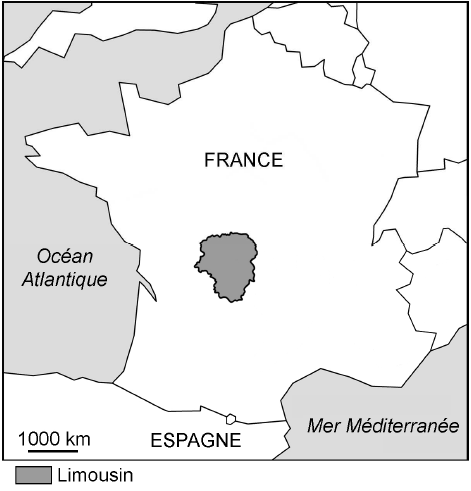 FRANCE
Océan
Atlantique
Mer Méditerranée
1000 km
ESPAGNE
Limousin